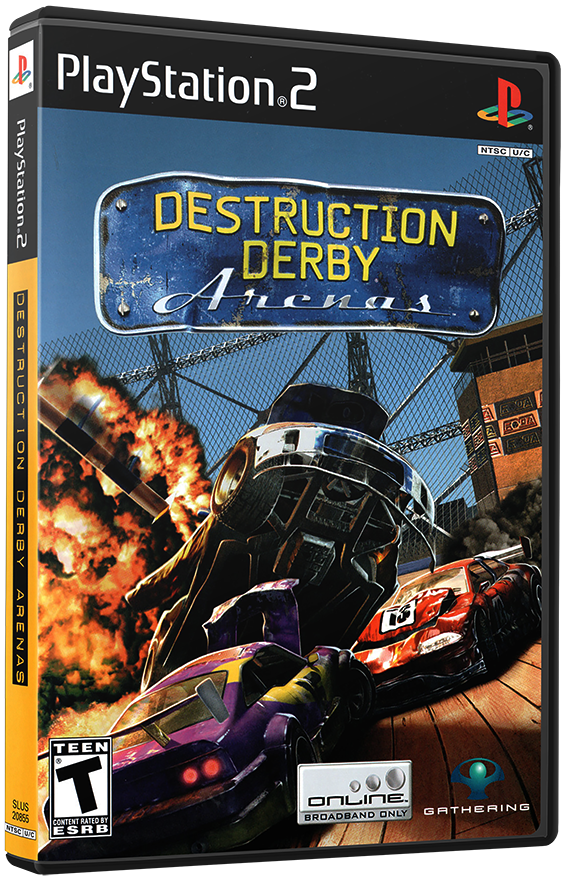 PlayStation®2
NTSC U/C
DESTRUCTION
DERBY
Arenas
13
TEEN
T
CONTENT RATED BY
ESRB
ONLINE
BROADBAND ONLY
GATHERING
PlayStation®2
DESTRUCTION DERBY ARENAS
SLUS
20855
NTSC U/C